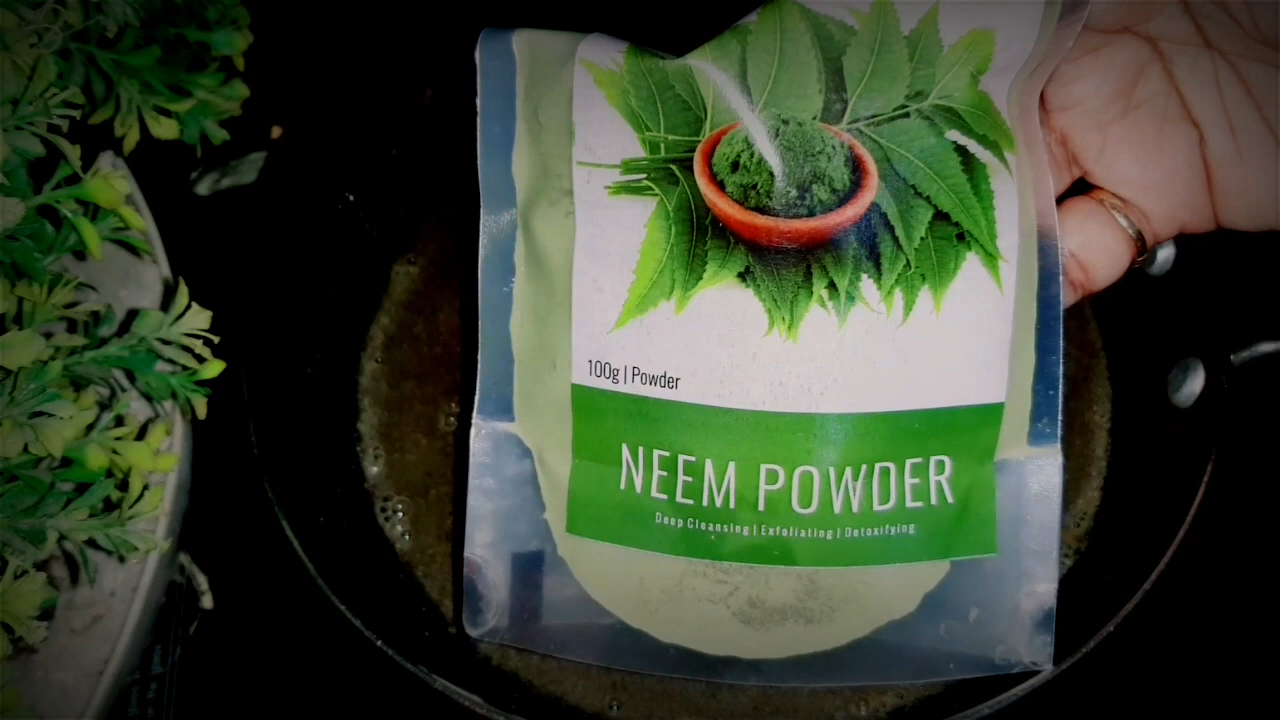 100g | Powder
NEEM POWDER
Deep Cleansing | Exfoliating | Detoxifying